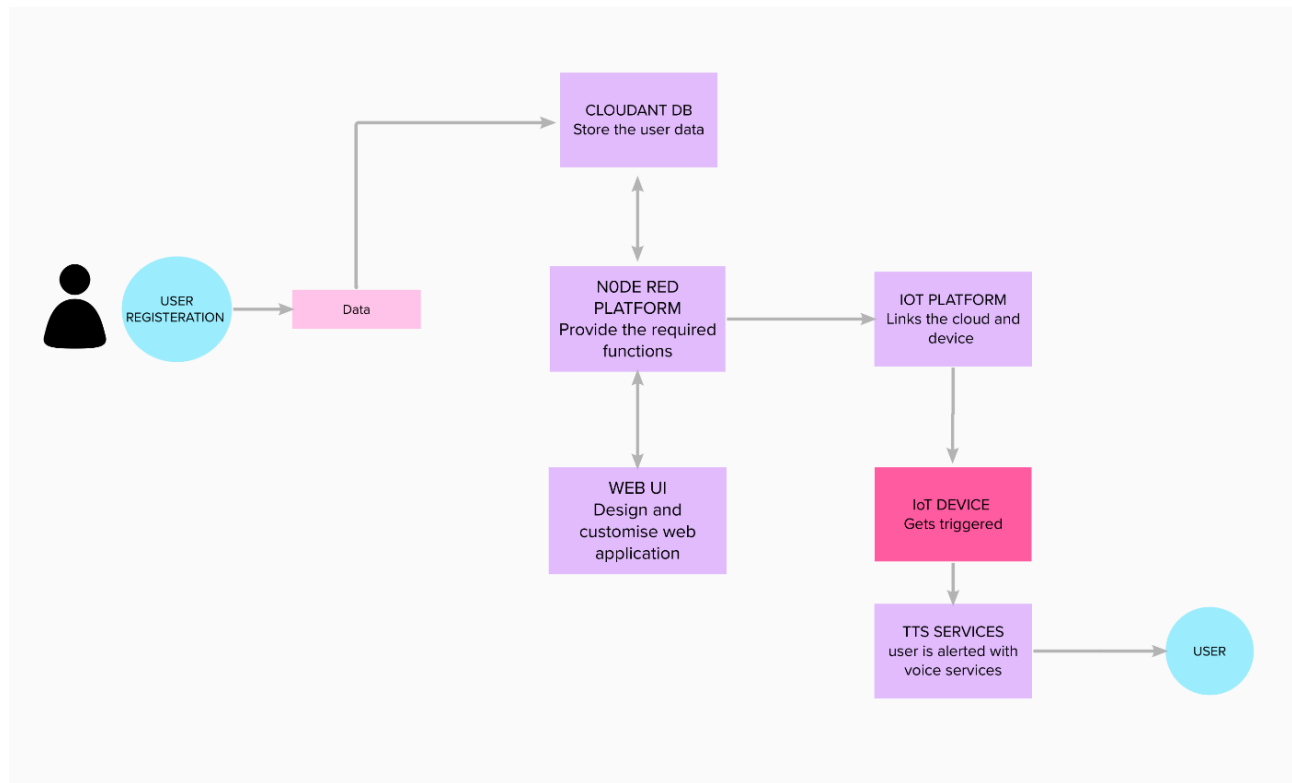 CLOUDANT DB
Store the user data
USER
REGISTERATION
Data
N0DE RED
PLATFORM
Provide the required
functions
IOT PLATFORM
Links the cloud and
device
WEB UI
Design and
customise web
application
IoT DEVICE
Gets triggered
TTS SERVICES
user is alerted with
voice services
USER